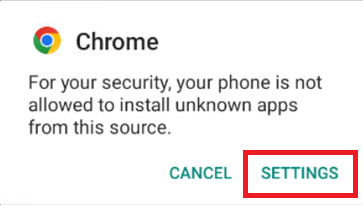 Chrome
For your security, your phone is not
allowed to install unknown apps
from this source.
CANCEL SETTINGS